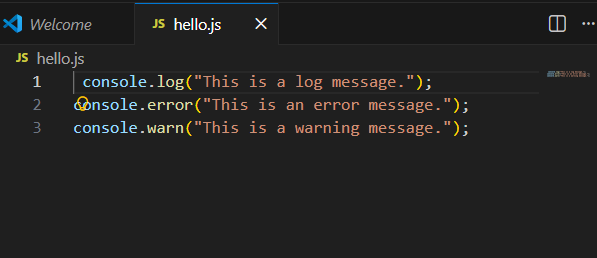 Welcome
JS hello.js
JS hello.js
1 console.log("This is a log message.");
2 console.error("This is an error message.");
3 console.warn("This is a warning message.");